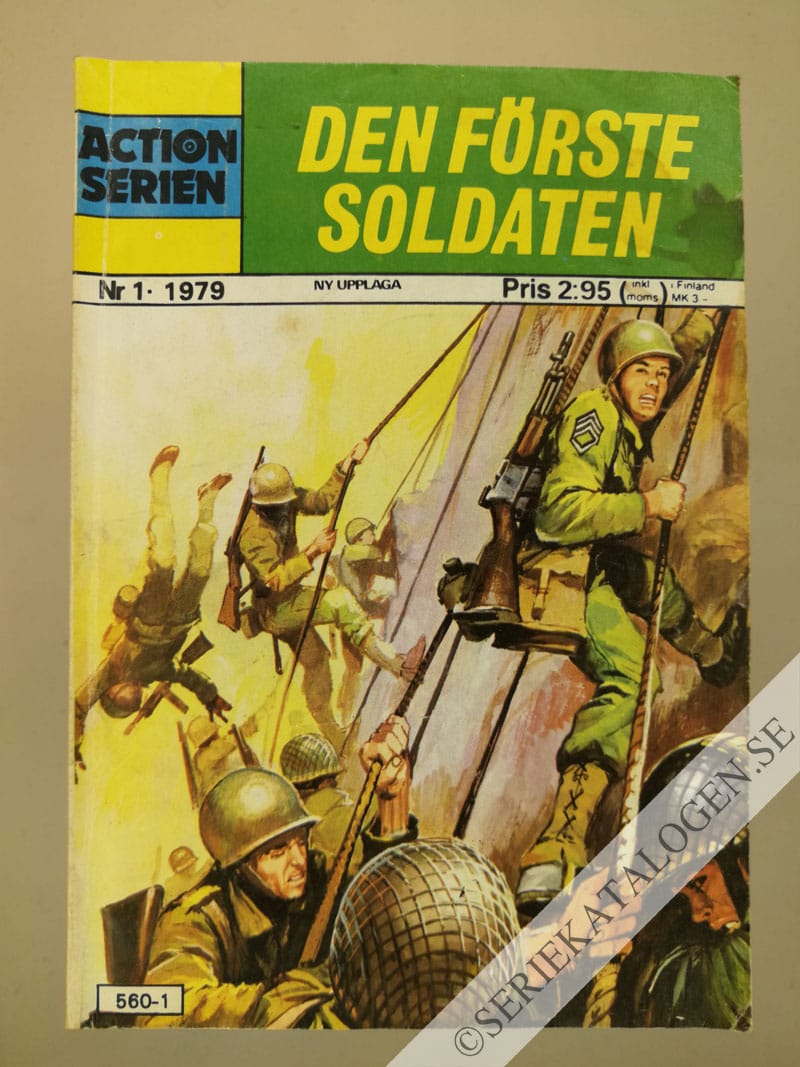 ACTION
SERIEN
DEN FÖRSTE
SOLDATEN
Nr 1 · 1979
NY UPPLAGA
Pris 2:95 (inkl moms) i Finland MK 3 –
560-1
© SERIEKATALOGEN.SE